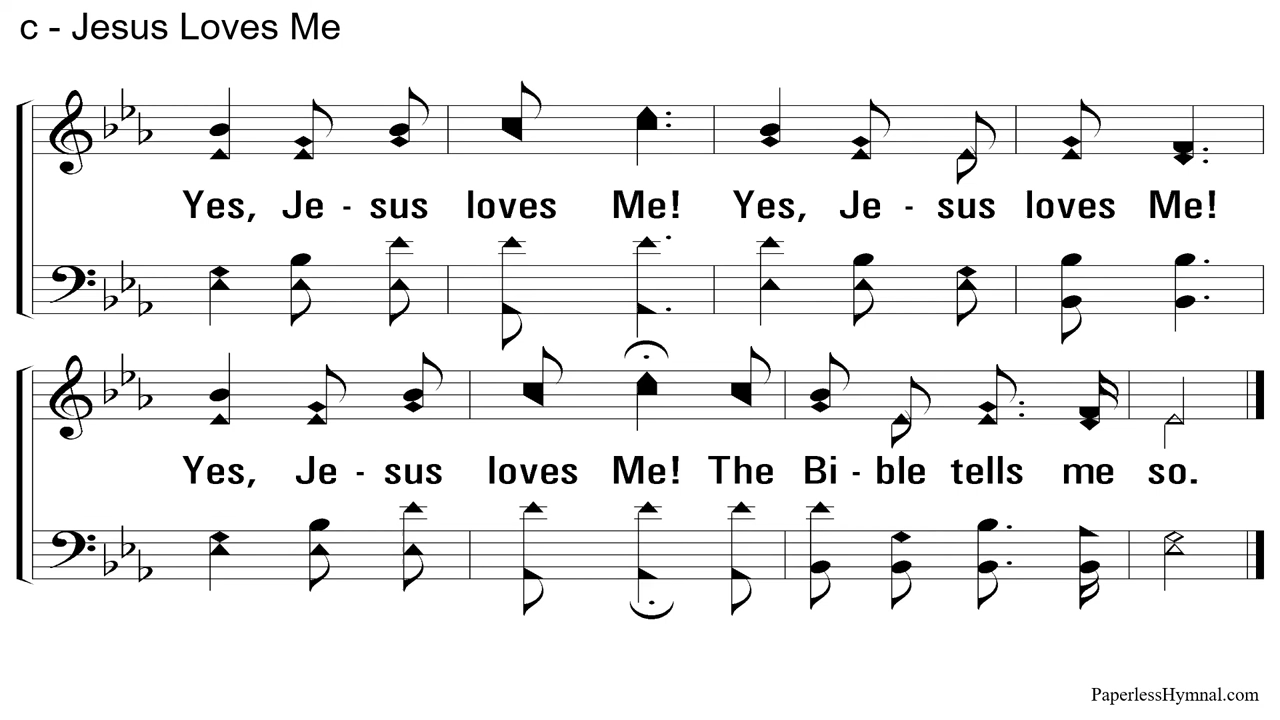 c - Jesus Loves Me
Yes, Je - sus loves Me! Yes, Je - sus loves Me!
Yes, Je - sus loves Me! The Bi - ble tells me so.
PaperlessHymnal.com